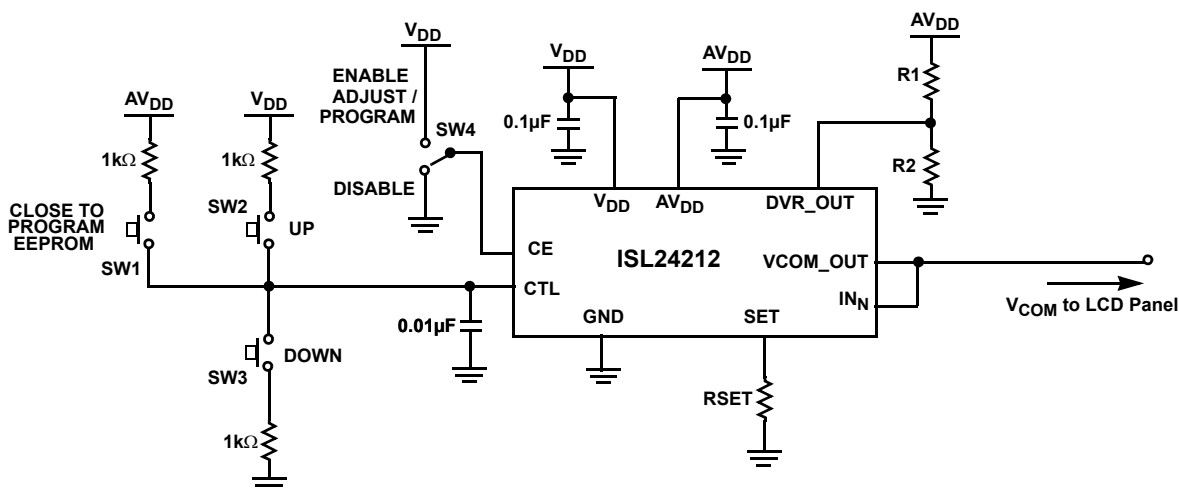 VDD
ENABLE
ADJUST /
PROGRAM
SW4
DISABLE
AVDD
1kΩ
CLOSE TO
PROGRAM
EEPROM
SW1
VDD
1kΩ
SW2
UP
DOWN
SW3
1kΩ
0.01µF
VDD
0.1µF
AVDD
0.1µF
AVDD
R1
R2
VDD
AVDD
DVR_OUT
CE
ISL24212
VCOM_OUT
CTL
INN
GND
SET
RSET
VCOM to LCD Panel